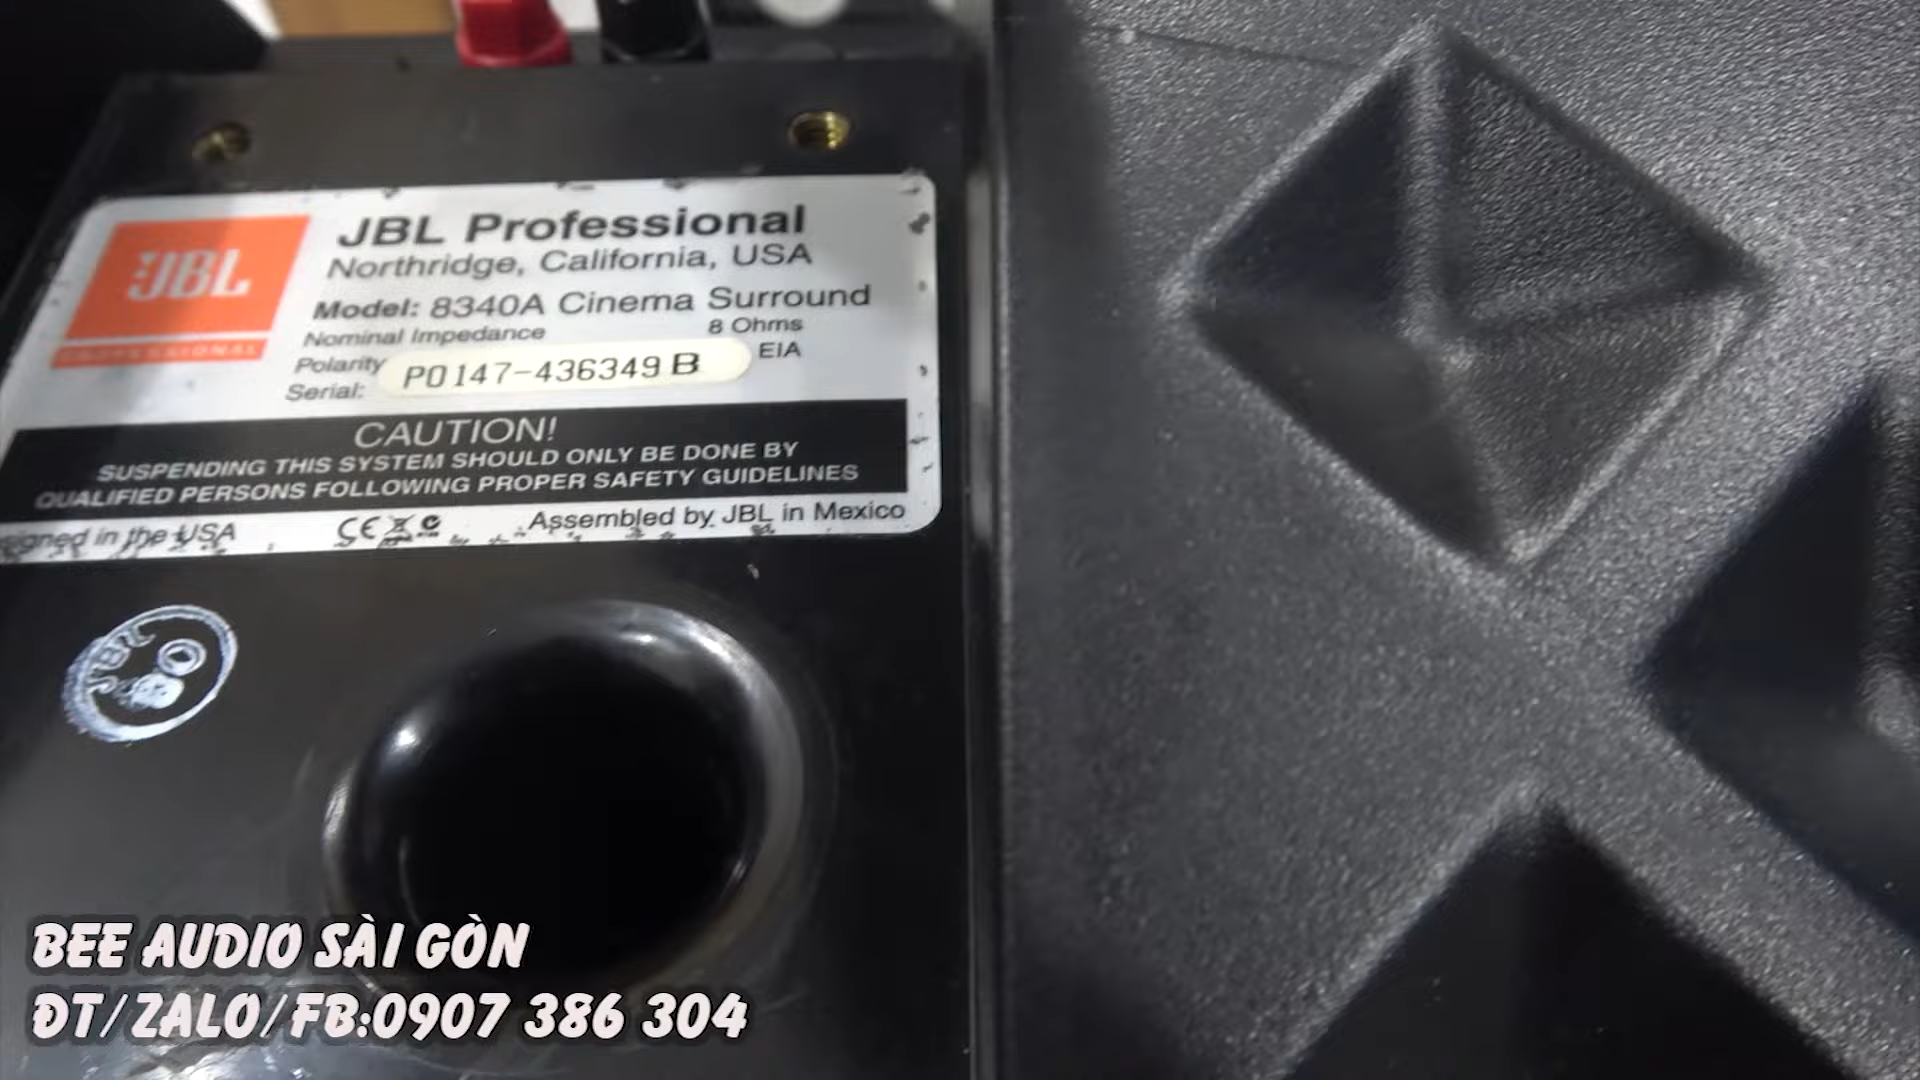 JBL
PROFESSIONAL
JBL Professional
Northridge, California, USA
Model: 8340A Cinema Surround
Nominal Impedance 8 Ohms
Polarity EIA
Serial: P0147-436349 B
CAUTION!
SUSPENDING THIS SYSTEM SHOULD ONLY BE DONE BY
QUALIFIED PERSONS FOLLOWING PROPER SAFETY GUIDELINES
in the USA CE Assembled by JBL in Mexico
BEE AUDIO SÀI GÒN
ĐT/ZALO/FB:0907 386 304